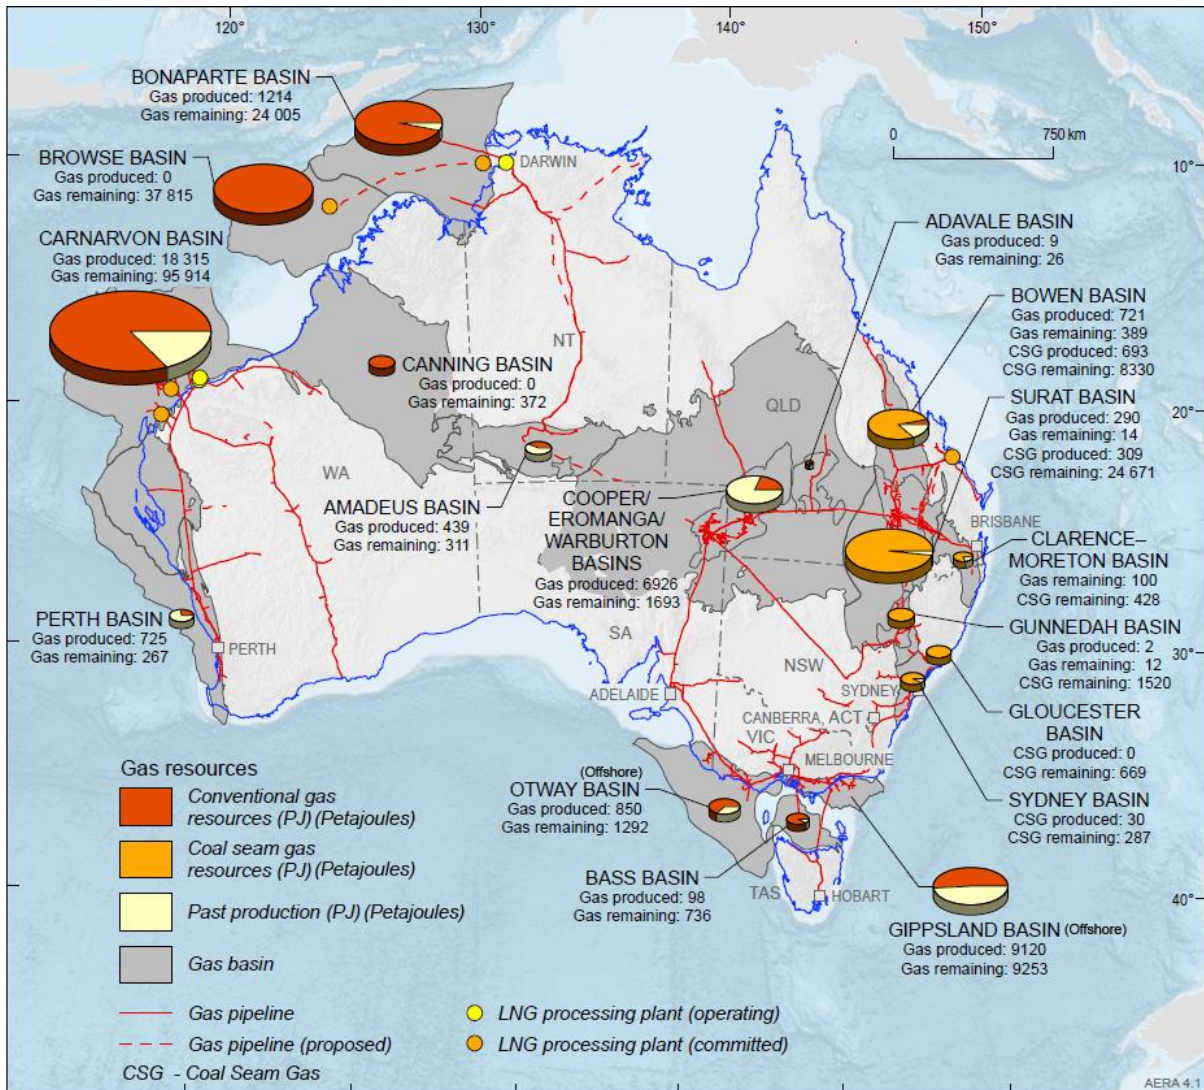 120°
130°
140°
150°
BONAPARTE BASIN
Gas produced: 1214
Gas remaining: 24 005
BROWSE BASIN
Gas produced: 0
Gas remaining: 37 815
CARNARVON BASIN
Gas produced: 18 315
Gas remaining: 95 914
DARWIN
0
750 km
10°
ADAVALE BASIN
Gas produced: 9
Gas remaining: 26
BOWEN BASIN
Gas produced: 721
Gas remaining: 389
CSG produced: 693
CSG remaining: 8330
SURAT BASIN
Gas produced: 290
Gas remaining: 14
CSG produced: 309
CSG remaining: 24 671
NT
CANNING BASIN
Gas produced: 0
Gas remaining: 372
QLD
20°
WA
AMADEUS BASIN
Gas produced: 439
Gas remaining: 311
COOPER/
EROMANGA/
WARBURTON
BASINS
Gas produced: 6926
Gas remaining: 1693
BRISBANE
CLARENCE–
MORETON BASIN
Gas remaining: 100
CSG remaining: 428
PERTH BASIN
Gas produced: 725
Gas remaining: 267
PERTH
SA
GUNNEDAH BASIN
Gas produced: 2
Gas remaining: 12
CSG remaining: 1520
30°
NSW
ADELAIDE
SYDNEY
CANBERRA, ACT
VIC
MELBOURNE
GLOUCESTER
BASIN
CSG produced: 0
CSG remaining: 669
SYDNEY BASIN
CSG produced: 30
CSG remaining: 287
(Offshore)
OTWAY BASIN
Gas produced: 850
Gas remaining: 1292
BASS BASIN
Gas produced: 98
Gas remaining: 736
TAS
HOBART
40°
GIPPSLAND BASIN (Offshore)
Gas produced: 9120
Gas remaining: 9253
Gas resources
Conventional gas
resources (PJ) (Petajoules)
Coal seam gas
resources (PJ) (Petajoules)
Past production (PJ) (Petajoules)
Gas basin
Gas pipeline
Gas pipeline (proposed)
CSG - Coal Seam Gas
LNG processing plant (operating)
LNG processing plant (committed)
AERA 4.1